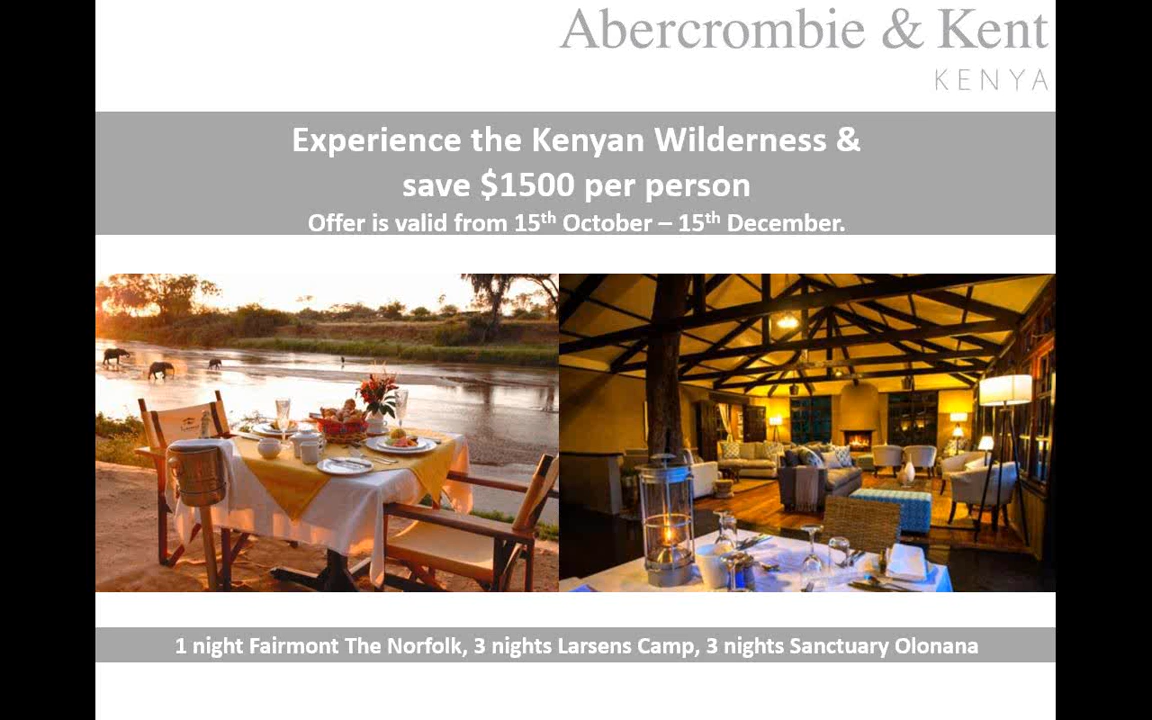 Abercrombie & Kent
KENYA
Experience the Kenyan Wilderness &
save $1500 per person
Offer is valid from 15th October – 15th December.
1 night Fairmont The Norfolk, 3 nights Larsens Camp, 3 nights Sanctuary Olonana